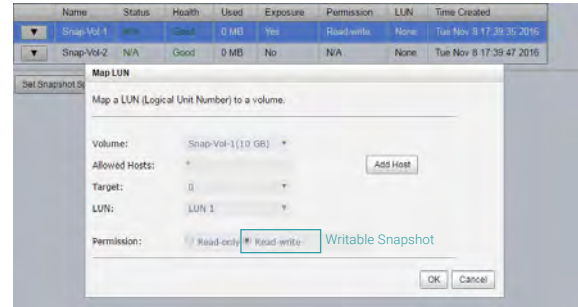 Name Status Health Used Exposure Permission LUN Time Created
Snap-Vol-1 N/A Good 0 MB Yes Read-write None Tue Nov 8 17:39:35 2016
Snap-Vol-2 N/A Good 0 MB No N/A None Tue Nov 8 17:39:47 2016
Set Snapshot Sp
Map LUN
Map a LUN (Logical Unit Number) to a volume.
Volume: Snap-Vol-1(10 GB)
Allowed Hosts: * Add Host
Target: 0
LUN: LUN 1
Permission: Read-only Read-write Writable Snapshot
OK Cancel